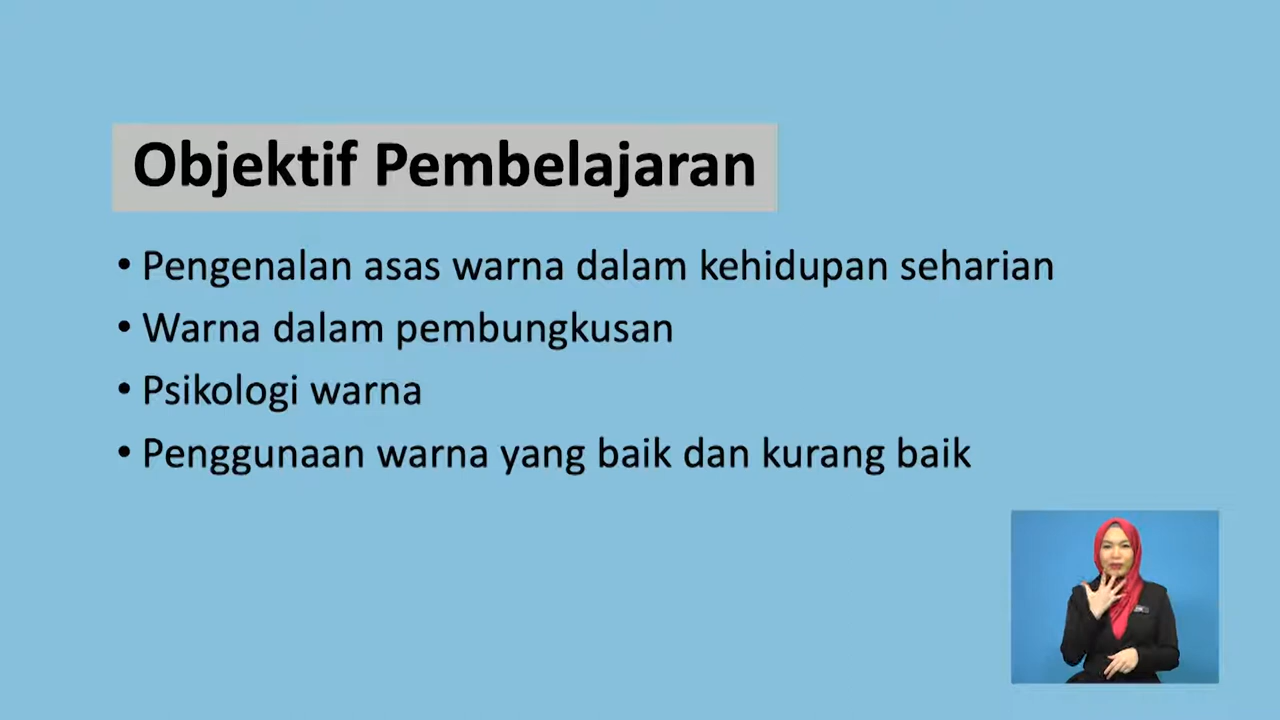 Objektif Pembelajaran
• Pengenalan asas warna dalam kehidupan seharian
• Warna dalam pembungkusan
• Psikologi warna
• Penggunaan warna yang baik dan kurang baik